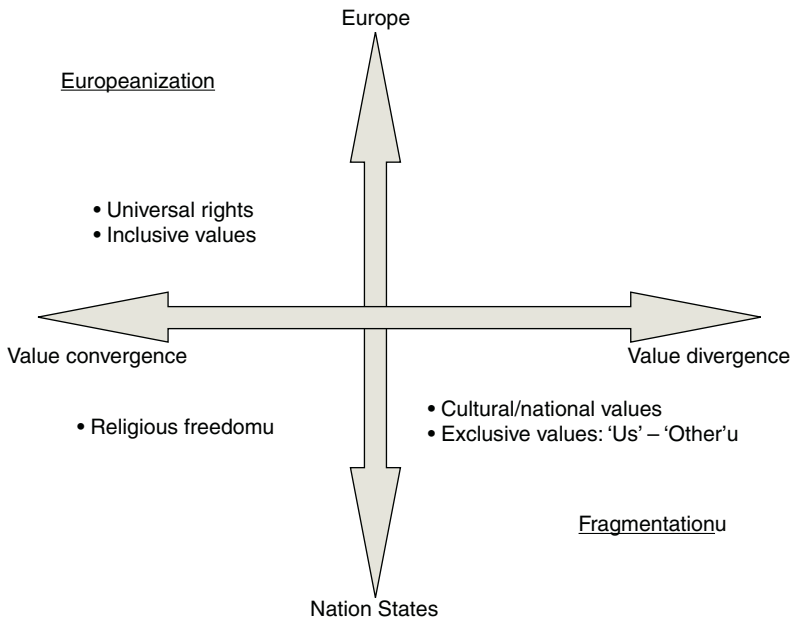 Europe
Europeanization
• Universal rights
• Inclusive values
Value convergence
Value divergence
• Religious freedomu
• Cultural/national values
• Exclusive values: ‘Us’ – ‘Other’u
Fragmentationu
Nation States